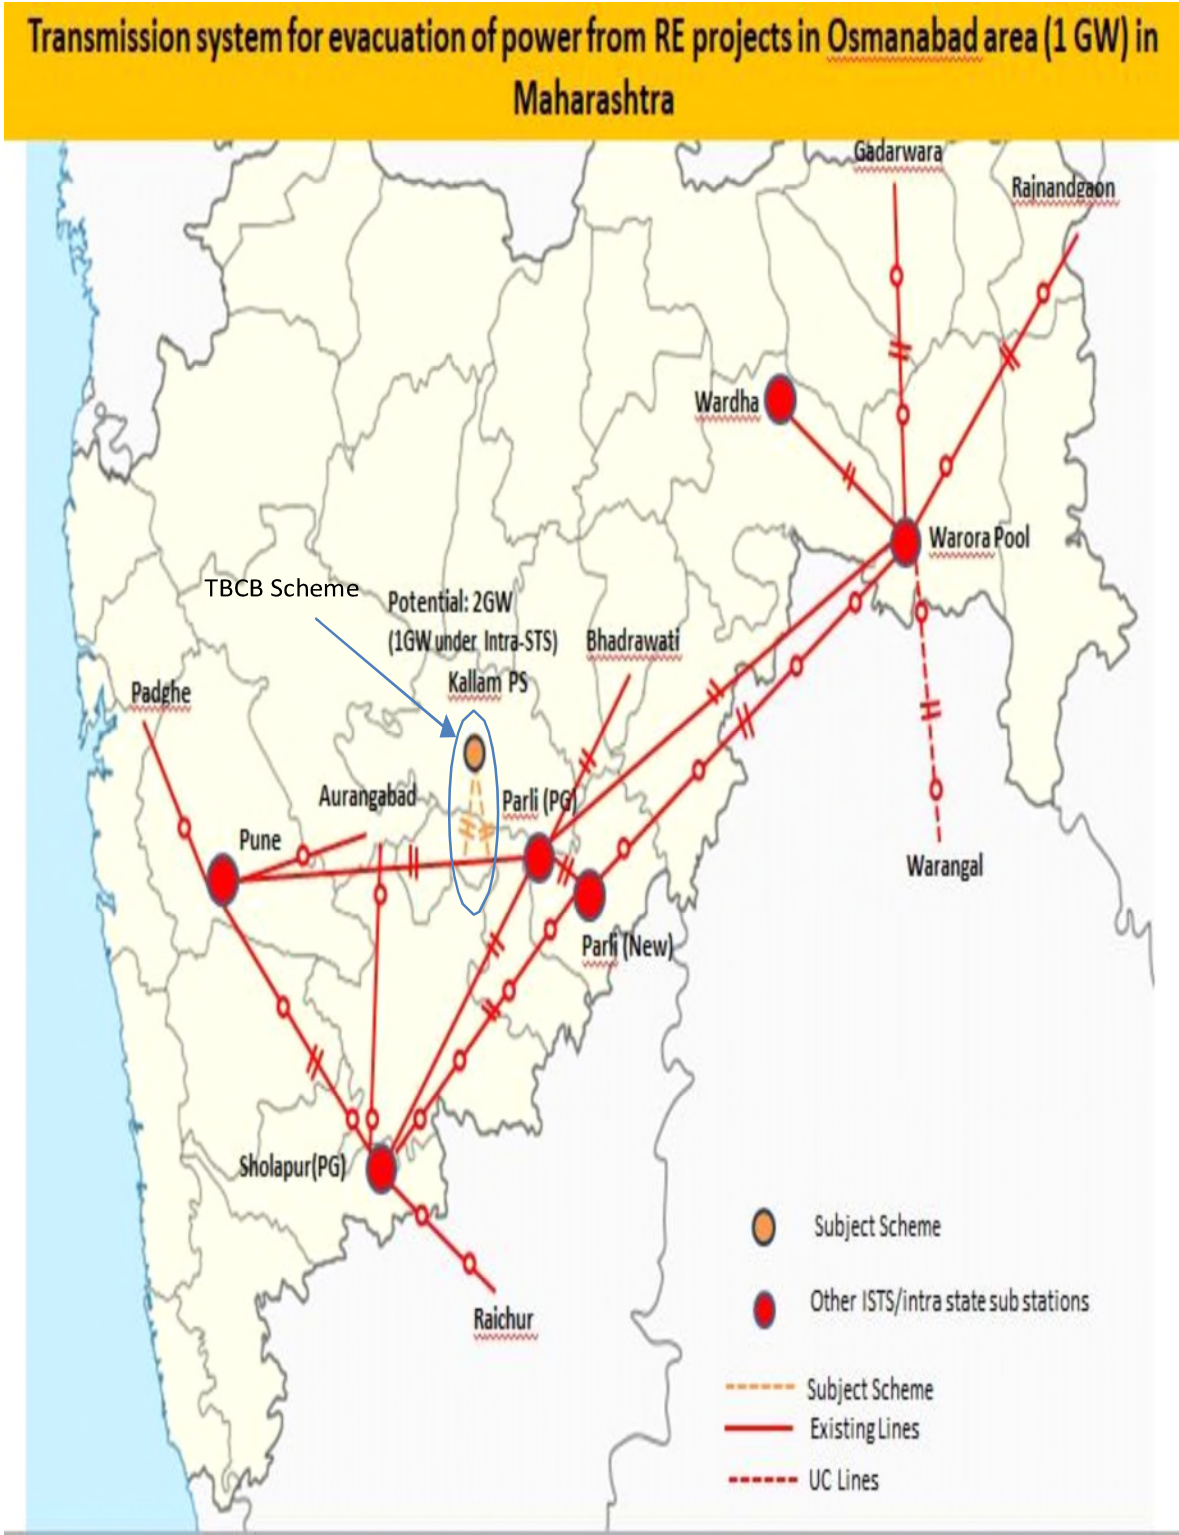 Transmission system for evacuation of power from RE projects in Osmanabad area (1 GW) in
Maharashtra
Gadarwara
Rajnandgaon
Wardha
Warora Pool
TBCB Scheme
Potential: 2GW
(1GW under Intra-STS)
Bhadrawati
Kallam PS
Padghe
Aurangabad
Parli (PG)
Pune
Warangal
Parli (New)
Sholapur(PG)
Raichur
Subject Scheme
Other ISTS/intra state sub stations
Subject Scheme
Existing Lines
UC Lines